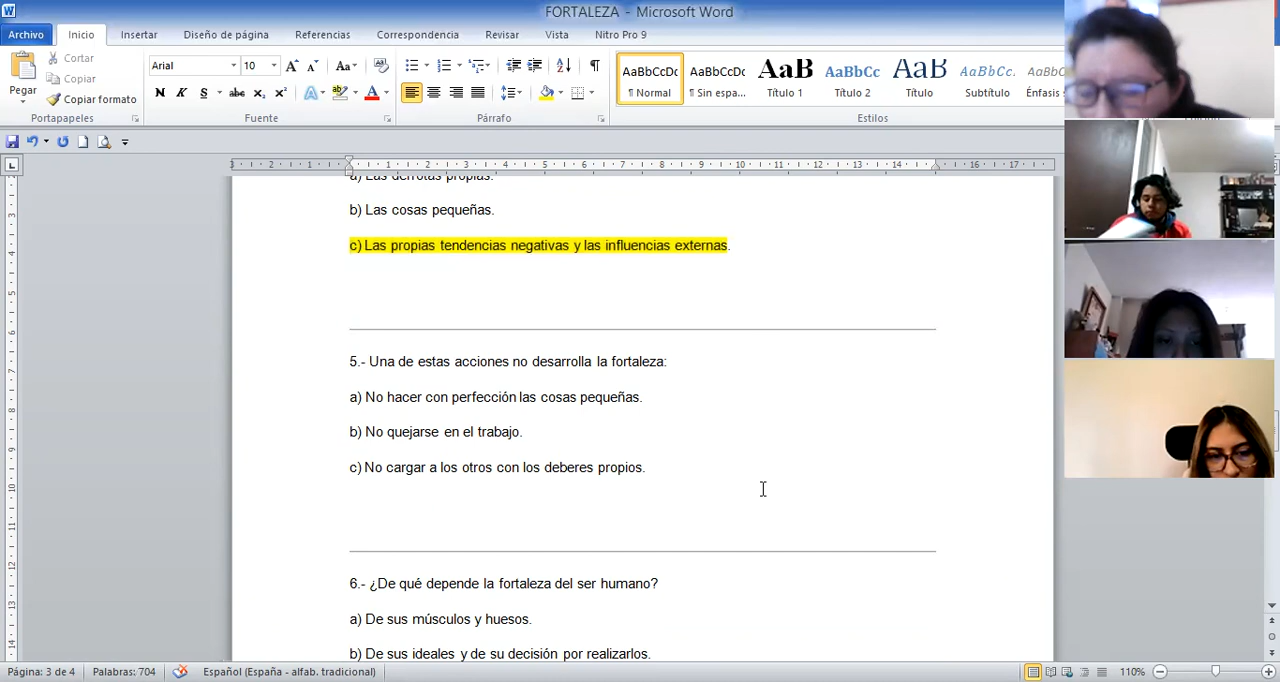 FORTALEZA - Microsoft Word
Archivo Inicio Insertar Diseño de página Referencias Correspondencia Revisar Vista Nitro Pro 9
Pegar
Cortar
Copiar
Copiar formato
Portapapeles
Arial 10
Fuente
Párrafo
AaBbCcDc AaBbCcDc AaB AaBbCc AaB AaBbCc. AaBbCc
¶ Normal ¶ Sin espa... Título 1 Título 2 Título Subtítulo Énfasis
Estilos
a) Las derrotas propias.
b) Las cosas pequeñas.
c) Las propias tendencias negativas y las influencias externas.
5.- Una de estas acciones no desarrolla la fortaleza:
a) No hacer con perfección las cosas pequeñas.
b) No quejarse en el trabajo.
c) No cargar a los otros con los deberes propios.
6.- ¿De qué depende la fortaleza del ser humano?
a) De sus músculos y huesos.
b) De sus ideales y de su decisión por realizarlos.
Página: 3 de 4 Palabras: 704 Español (España - alfab. tradicional) 110%